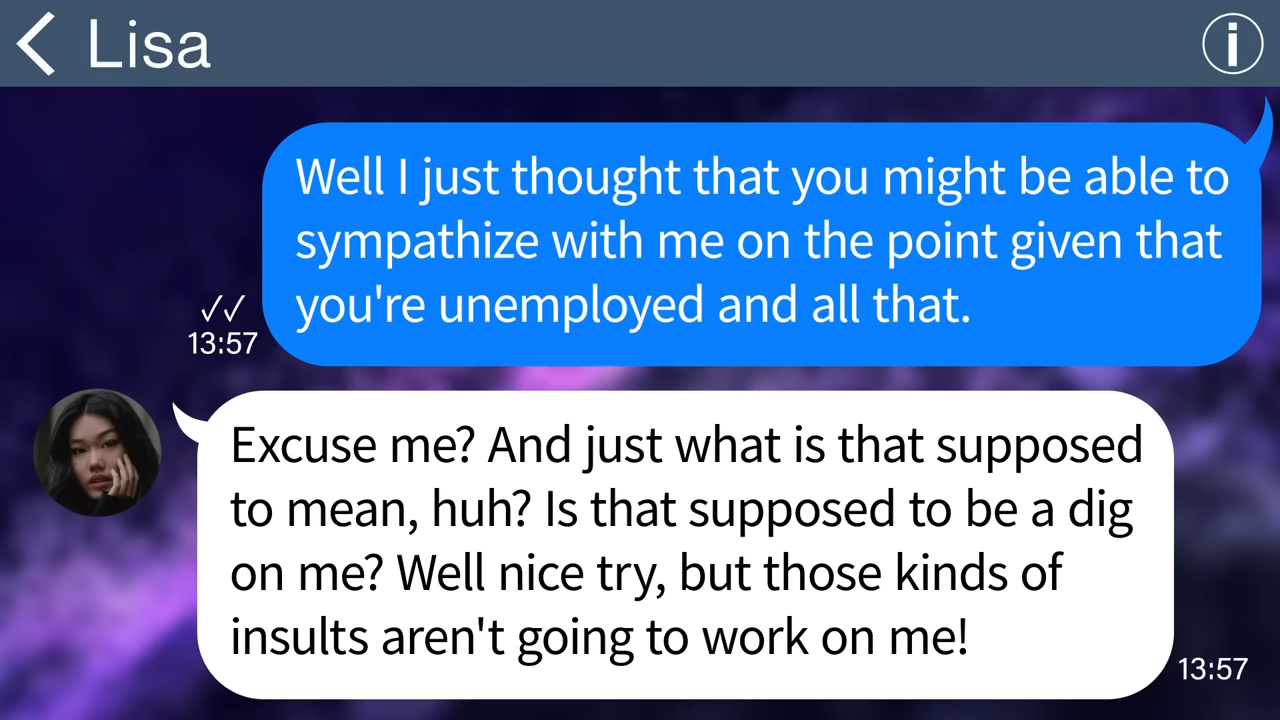 Lisa
Well I just thought that you might be able to
sympathize with me on the point given that
you're unemployed and all that.
✓✓
13:57
Excuse me? And just what is that supposed
to mean, huh? Is that supposed to be a dig
on me? Well nice try, but those kinds of
insults aren't going to work on me!
13:57